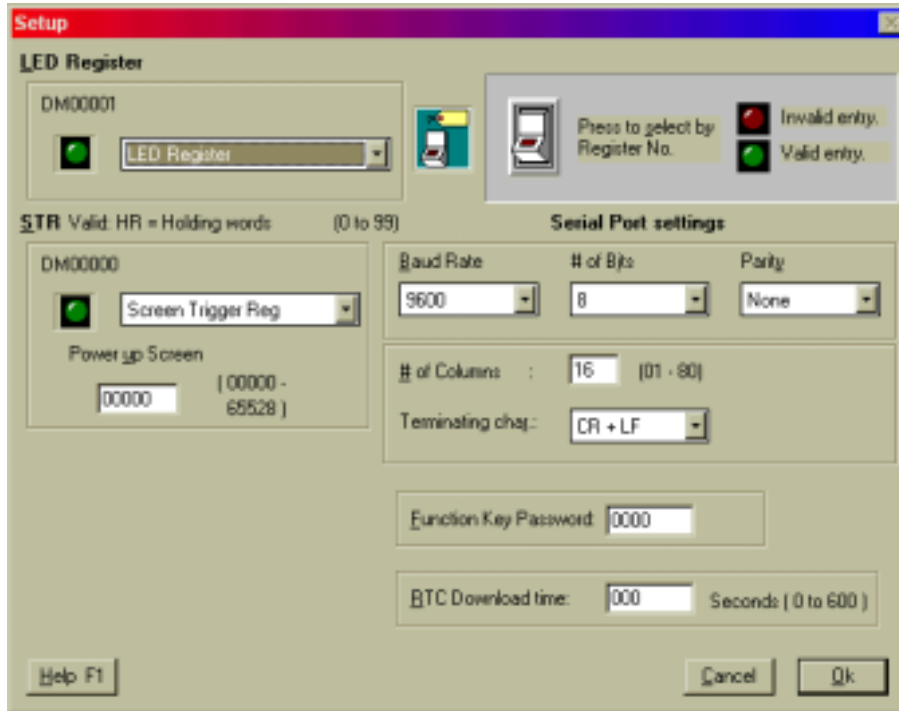 Setup
LED Register
DM00001
LED Register
Press to select by
Register No.
Invalid entry.
Valid entry.
STR Valid: HR = Holding words (0 to 99)
DM00000
Screen Trigger Reg
Power up Screen
00000
( 00000 -
65528 )
Serial Port settings
Baud Rate # of Bits Parity
9600 8 None
# of Columns : 16 (01 - 80)
Terminating char.: CR + LF
Function Key Password: 0000
RTC Download time: 000 Seconds ( 0 to 600 )
Help F1 Cancel Ok